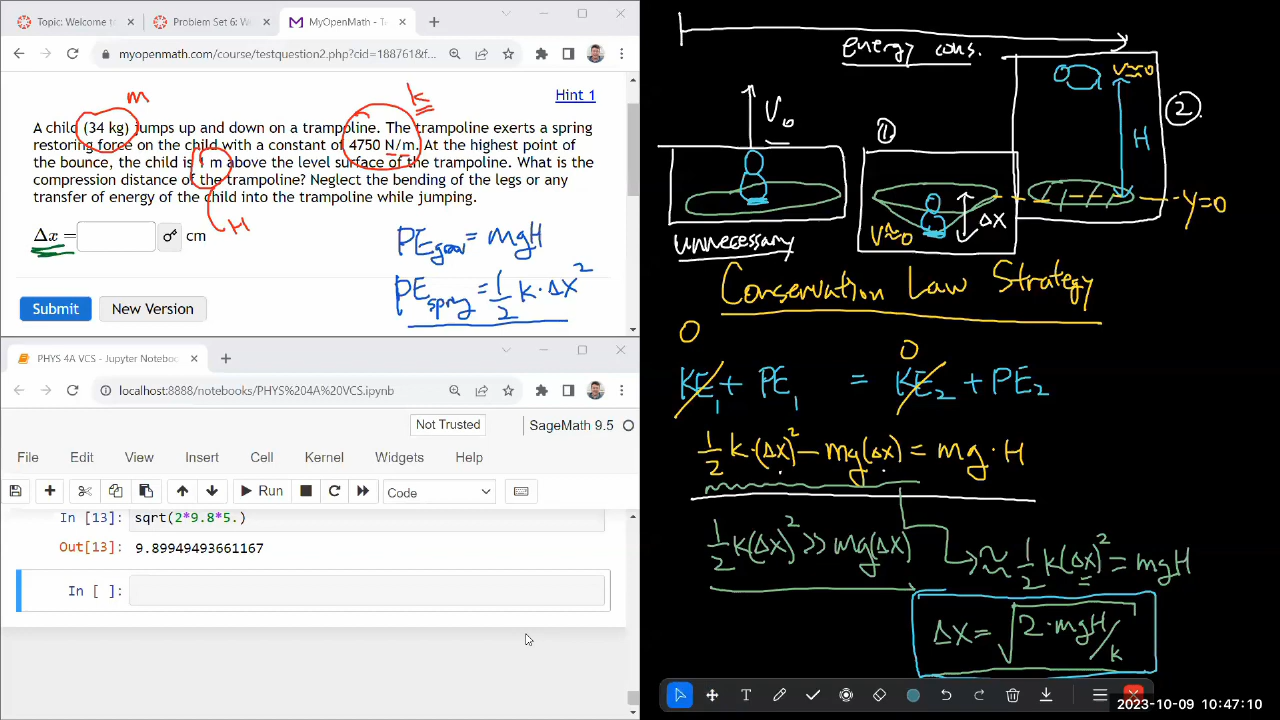 Topic: Welcome to
Problem Set 6: W
MyOpenMath - Ta
myopenmath.com/course
question2.php?cid=188761&
Hint 1
m
k
A child (34 kg) jumps up and down on a trampoline. The trampoline exerts a spring
restoring force on the child with a constant of 4750 N/m. At the highest point of
the bounce, the child is 1 m above the level surface of the trampoline. What is the
compression distance of the trampoline? Neglect the bending of the legs or any
transfer of energy of the child into the trampoline while jumping.
H
Δx = cm
PE grav = mgH
PE spring = 1/2 k·Δx²
Submit
New Version
PHYS 4A VCS - Jupyter Notebo
localhost:8888/notebooks/PHYS%204A%20VCS.ipynb
Not Trusted
SageMath 9.5
File Edit View Insert Cell Kernel Widgets Help
Run
Code
In [13]: sqrt(2*9.8*5.)
Out[13]: 9.89949493661167
In [ ]:
energy cons.
V₀
unnecessary
①
V≈0
Δx
V≈0
②
H
y=0
Conservation Law Strategy
0 0
KE₁ + PE₁ = KE₂ + PE₂
1/2 k·(Δx)² - mg(Δx) = mg·H
1/2 k(Δx)² >> mg(Δx)
→ ≈ 1/2 k(Δx)² = mgH
Δx = √2·mgH/k
2023-10-09 10:47:10